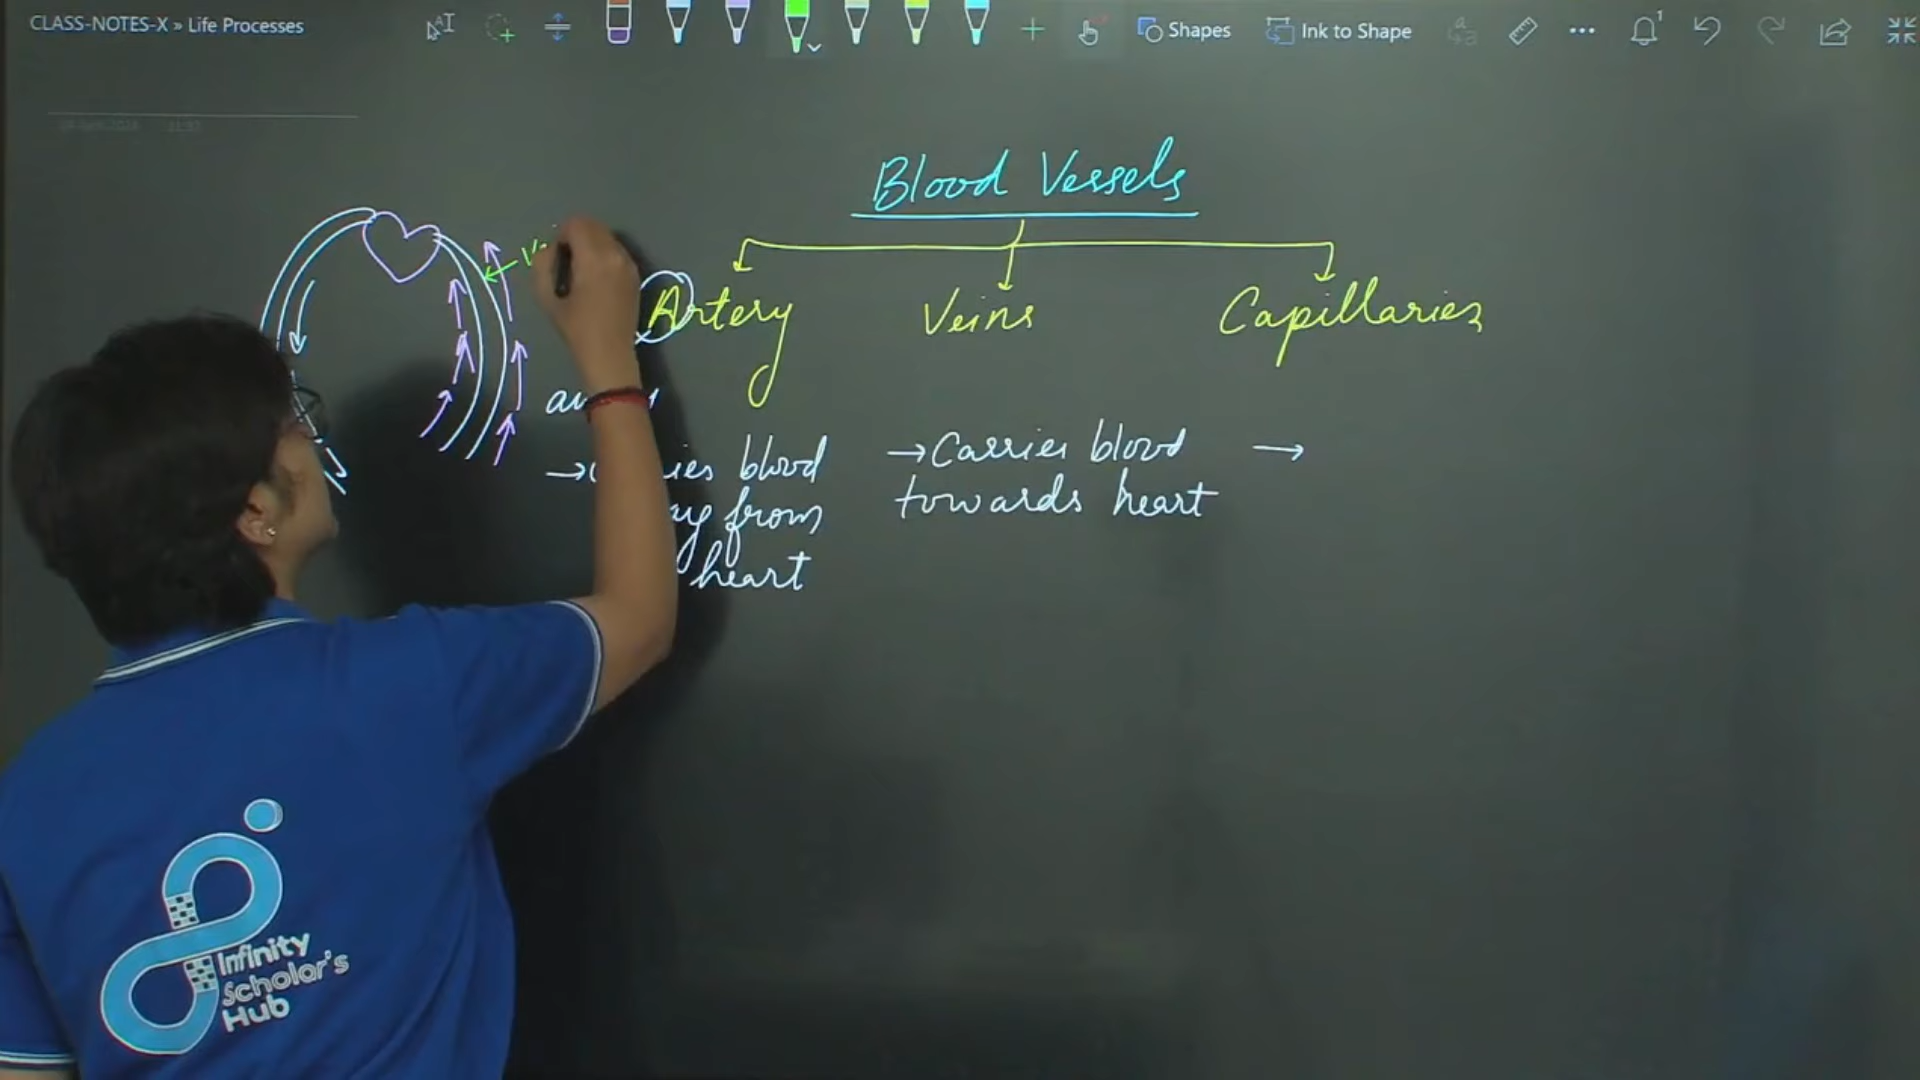 CLASS-NOTES-X » Life Processes
Shapes
Ink to Shape
1
Blood Vessels
Artery Veins Capillaries
→ blood
from
heart
→ Carries blood
towards heart
→
Infinity
Scholar's
Hub